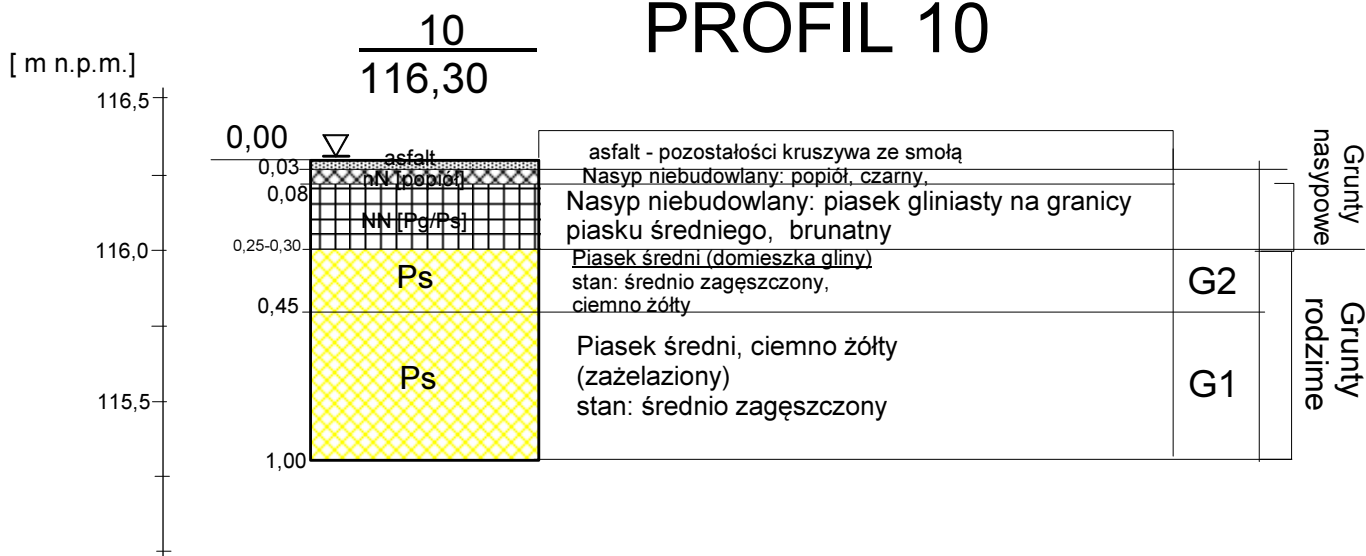 10
PROFIL 10
116,30
[ m n.p.m.]
116,5
0,00
asfalt
asfalt - pozostałości kruszywa ze smołą
0,03
nN [popiół]
Nasyp niebudowlany: popiół, czarny,
0,08
NN [Pg/Ps]
Nasyp niebudowlany: piasek gliniasty na granicy
piasku średniego, brunatny
Grunty
nasypowe
0,25-0,30
116,0
Ps
Piasek średni (domieszka gliny)
stan: średnio zagęszczony,
ciemno żółty
G2
0,45
Ps
Piasek średni, ciemno żółty
(zażelaziony)
stan: średnio zagęszczony
G1
Grunty
rodzime
115,5
1,00